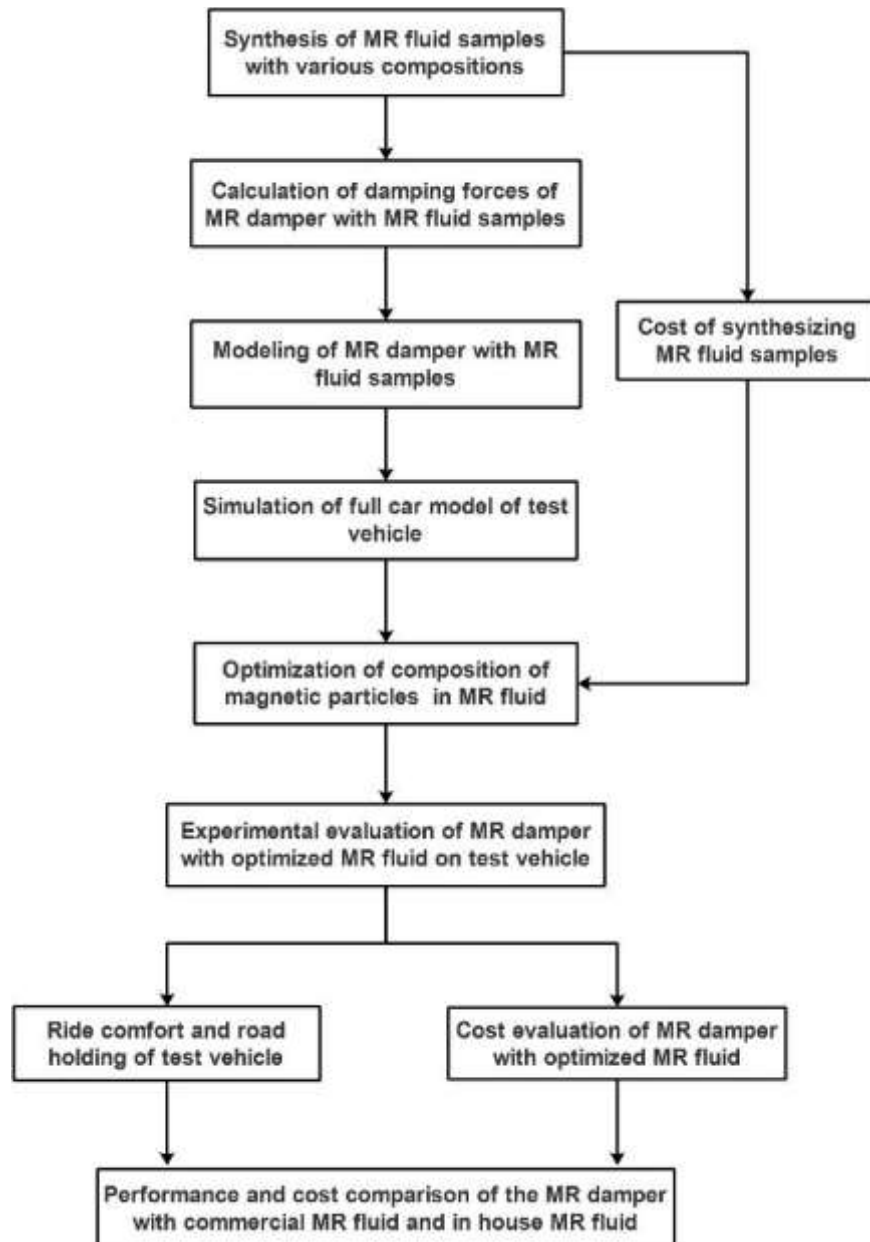 Synthesis of MR fluid samples
with various compositions
Calculation of damping forces of
MR damper with MR fluid samples
Modeling of MR damper with MR
fluid samples
Cost of synthesizing
MR fluid samples
Simulation of full car model of test
vehicle
Optimization of composition of
magnetic particles in MR fluid
Experimental evaluation of MR damper
with optimized MR fluid on test vehicle
Ride comfort and road
holding of test vehicle
Cost evaluation of MR damper
with optimized MR fluid
Performance and cost comparison of the MR damper
with commercial MR fluid and in house MR fluid